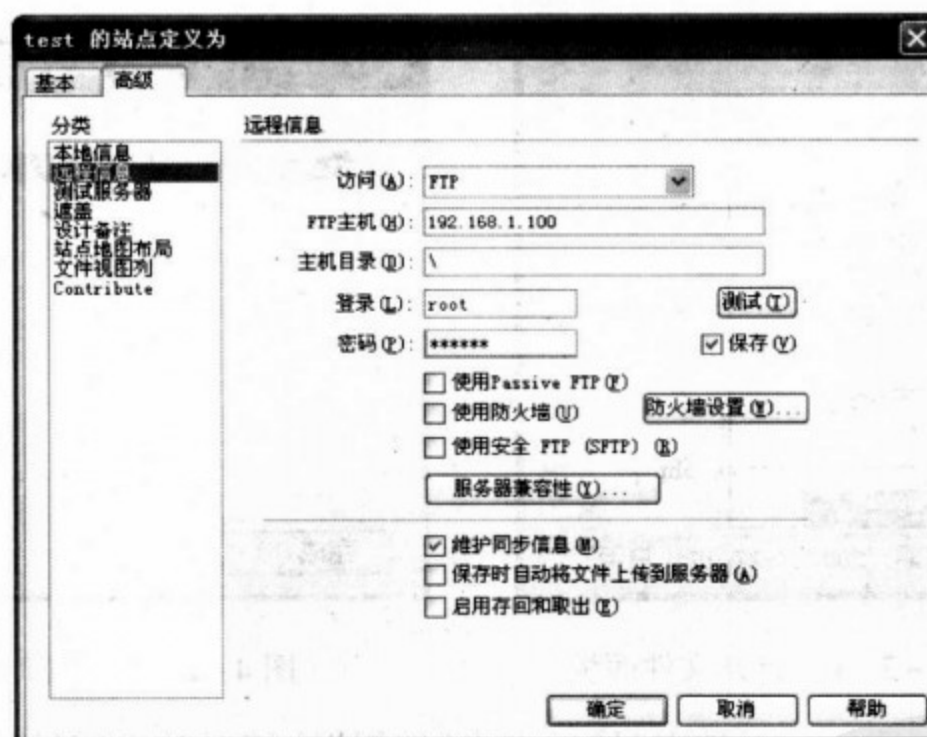 test 的站点定义为
基本 高级
分类
本地信息
远程信息
测试服务器
遮盖
设计备注
站点地图布局
文件视图列
Contribute
远程信息
访问(A): FTP
FTP主机(H): 192.168.1.100
主机目录(D): \
登录(L): root 测试(T)
密码(P): ****** 保存(V)
使用Passive FTP(F)
使用防火墙(U) 防火墙设置(W)...
使用安全 FTP (SFTP) (R)
服务器兼容性(Y)...
维护同步信息(M)
保存时自动将文件上传到服务器(A)
启用存回和取出(E)
确定 取消 帮助